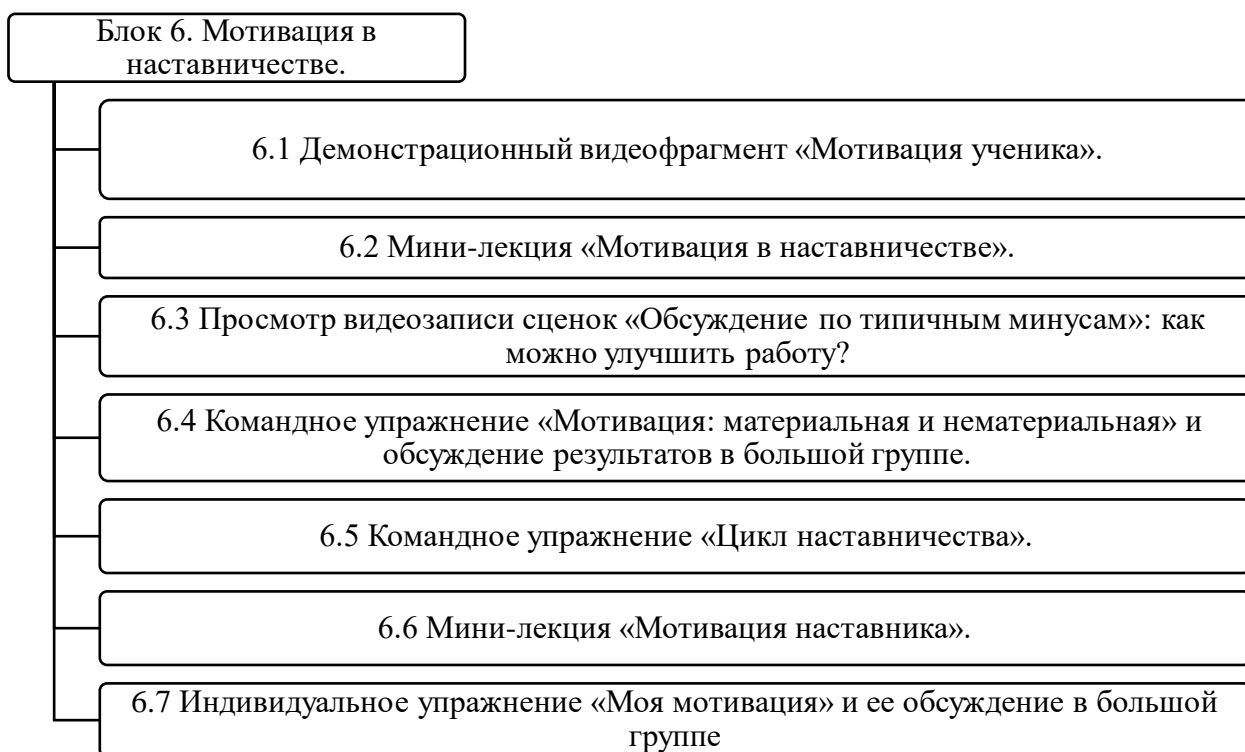 Блок 6. Мотивация в
наставничестве.
6.1 Демонстрационный видеофрагмент «Мотивация ученика».
6.2 Мини-лекция «Мотивация в наставничестве».
6.3 Просмотр видеозаписи сценок «Обсуждение по типичным минусам»: как
можно улучшить работу?
6.4 Командное упражнение «Мотивация: материальная и нематериальная» и
обсуждение результатов в большой группе.
6.5 Командное упражнение «Цикл наставничества».
6.6 Мини-лекция «Мотивация наставника».
6.7 Индивидуальное упражнение «Моя мотивация» и ее обсуждение в большой
группе